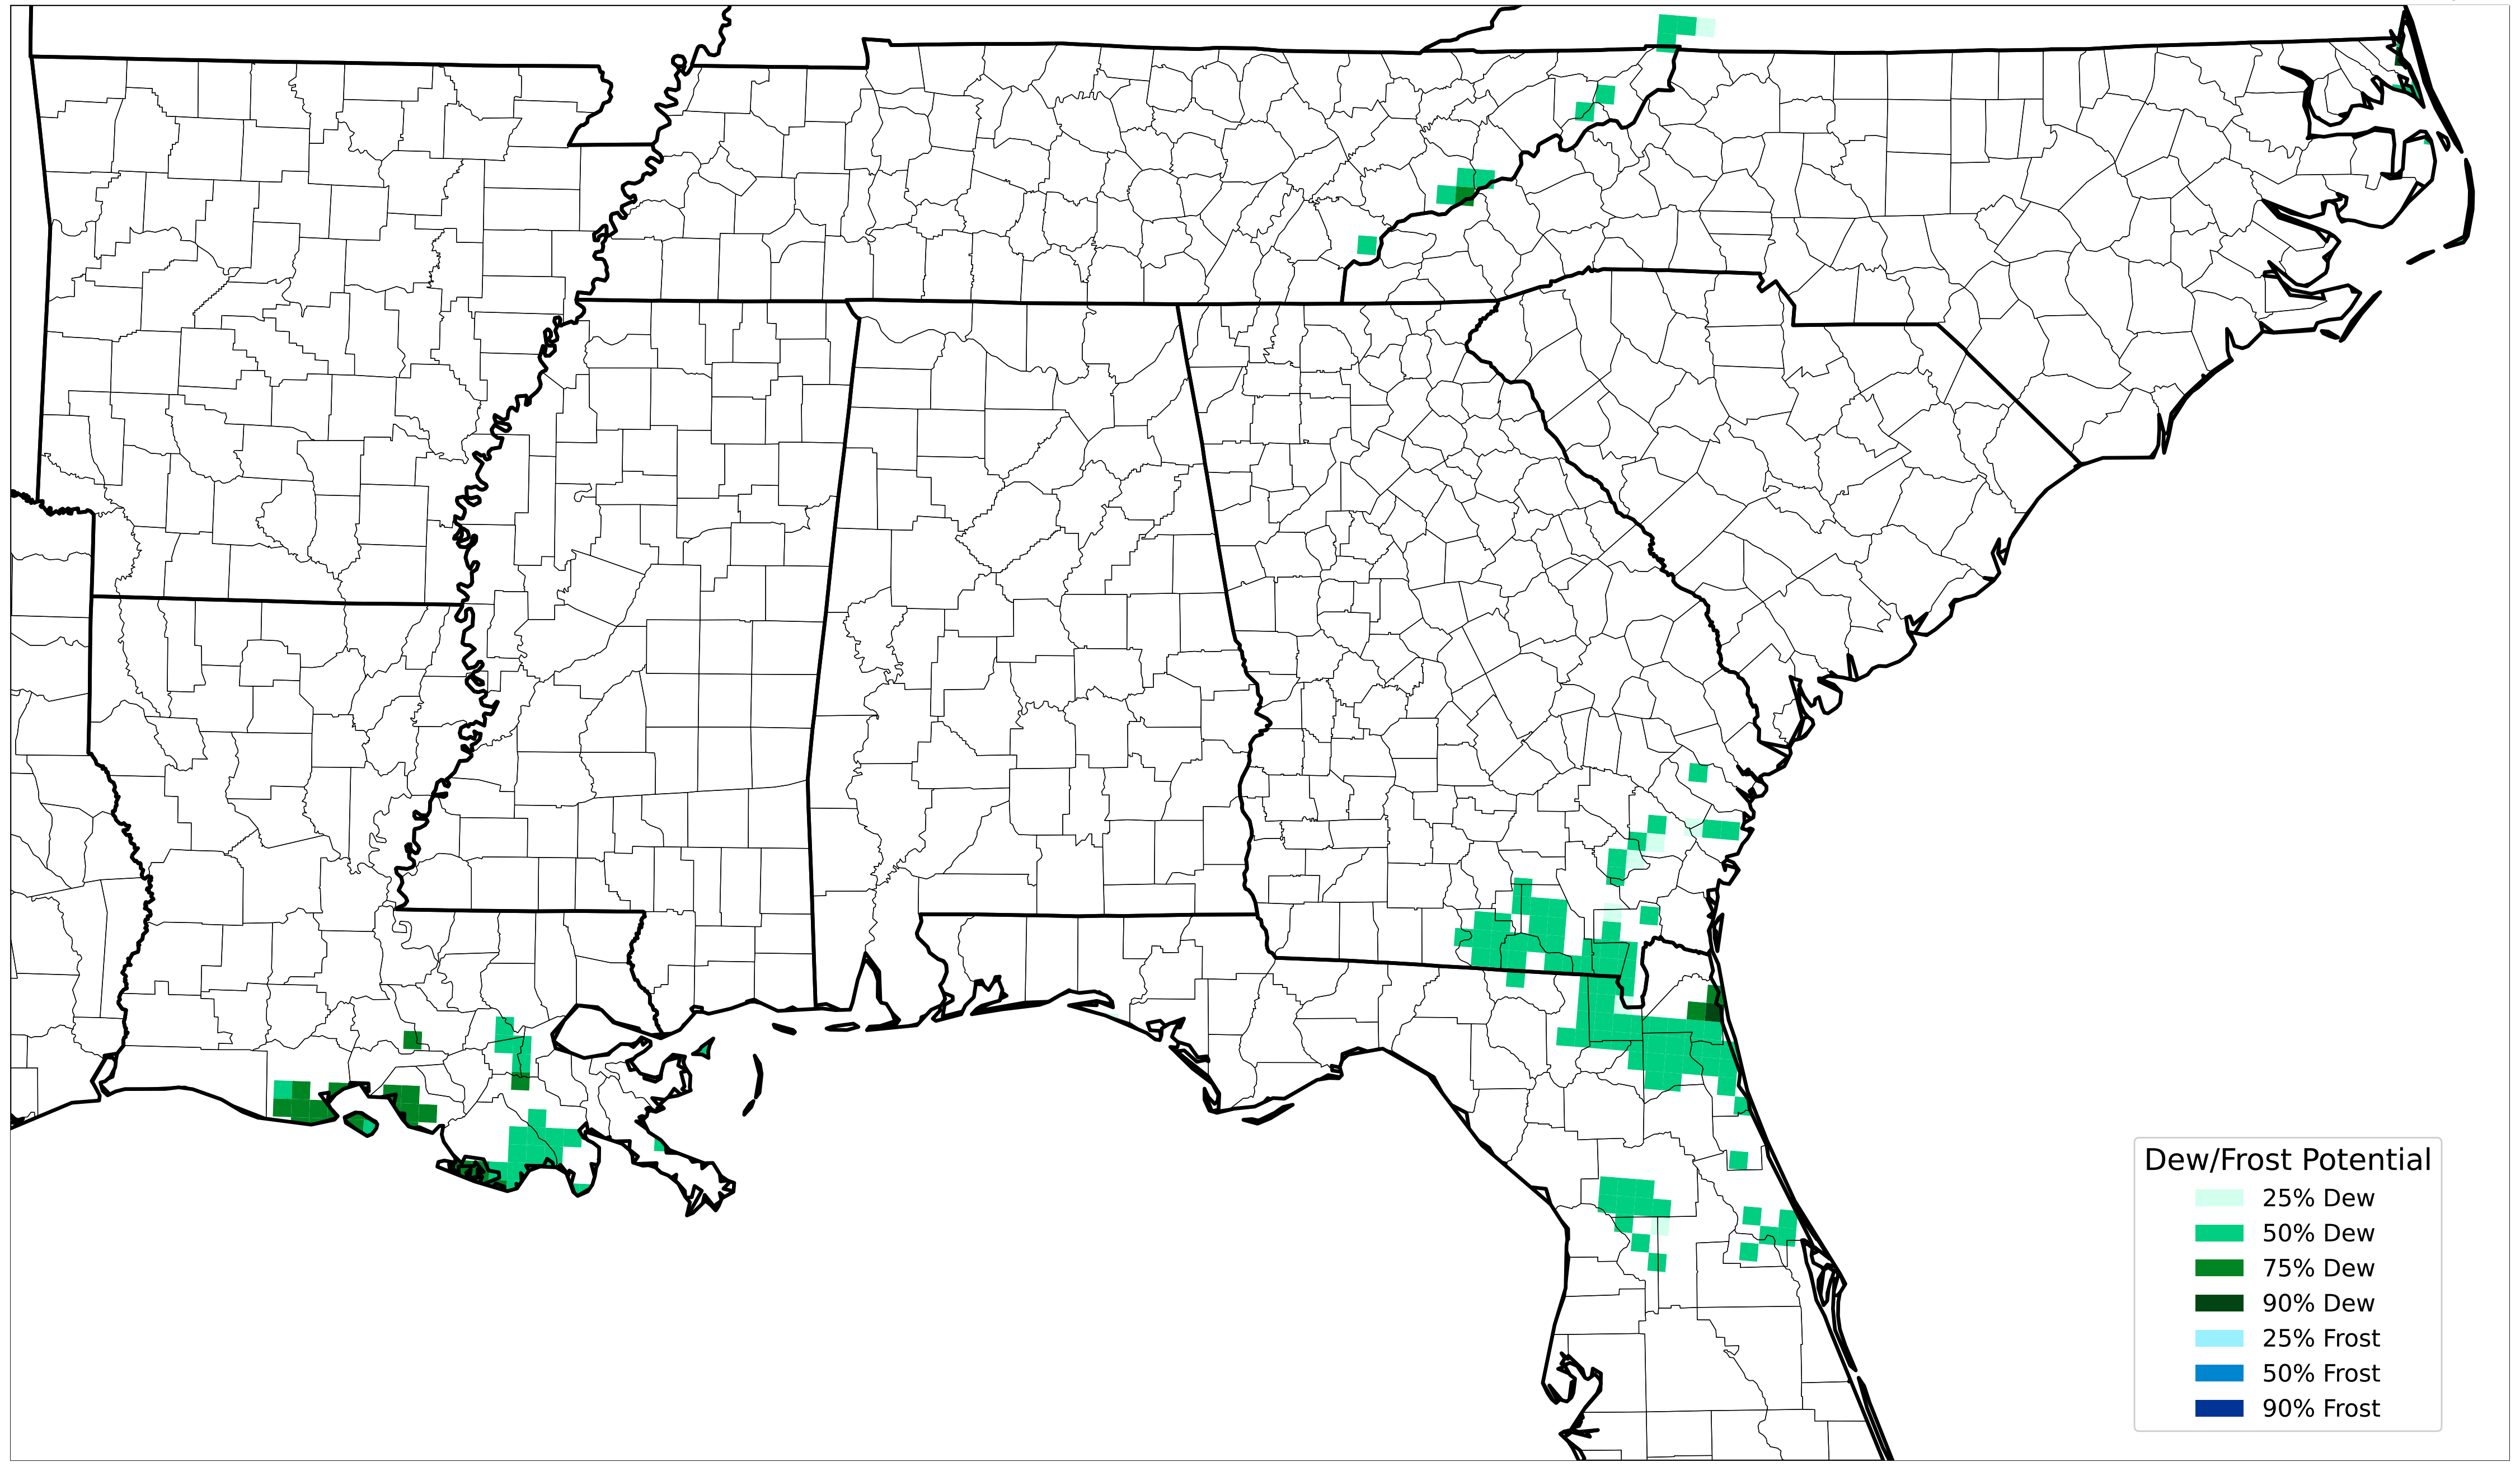 Dew/Frost Potential
25% Dew
50% Dew
75% Dew
90% Dew
25% Frost
50% Frost
90% Frost